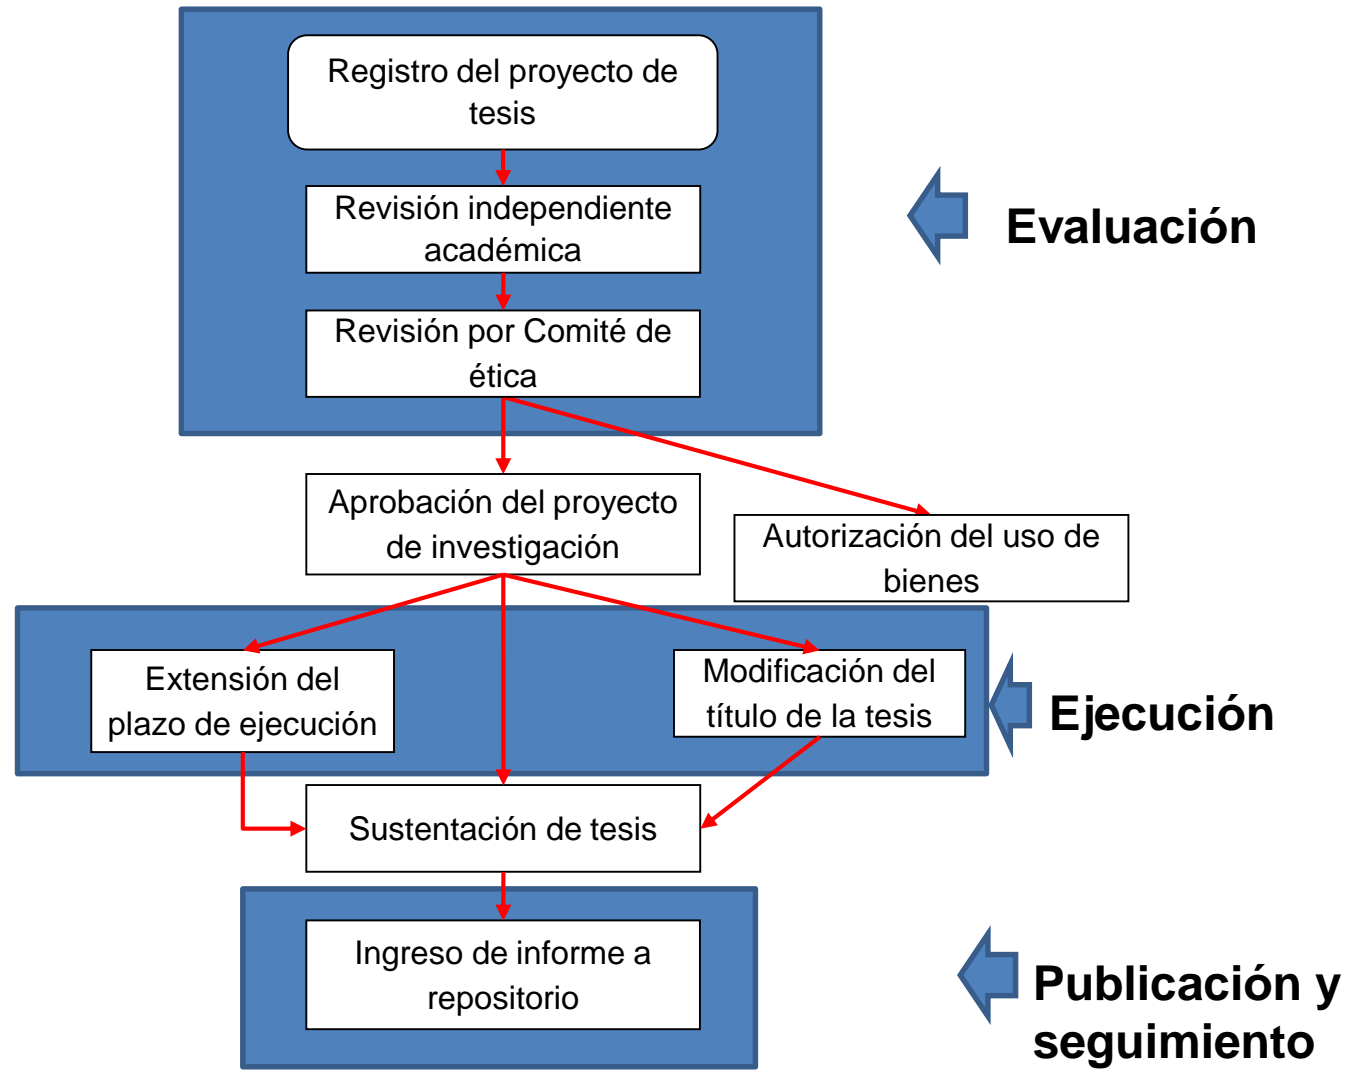 Registro del proyecto de
tesis
Revisión independiente
académica
Evaluación
Revisión por Comité de
ética
Aprobación del proyecto
de investigación
Autorización del uso de
bienes
Extensión del
plazo de ejecución
Modificación del
título de la tesis
Ejecución
Sustentación de tesis
Ingreso de informe a
repositorio
Publicación y
seguimiento